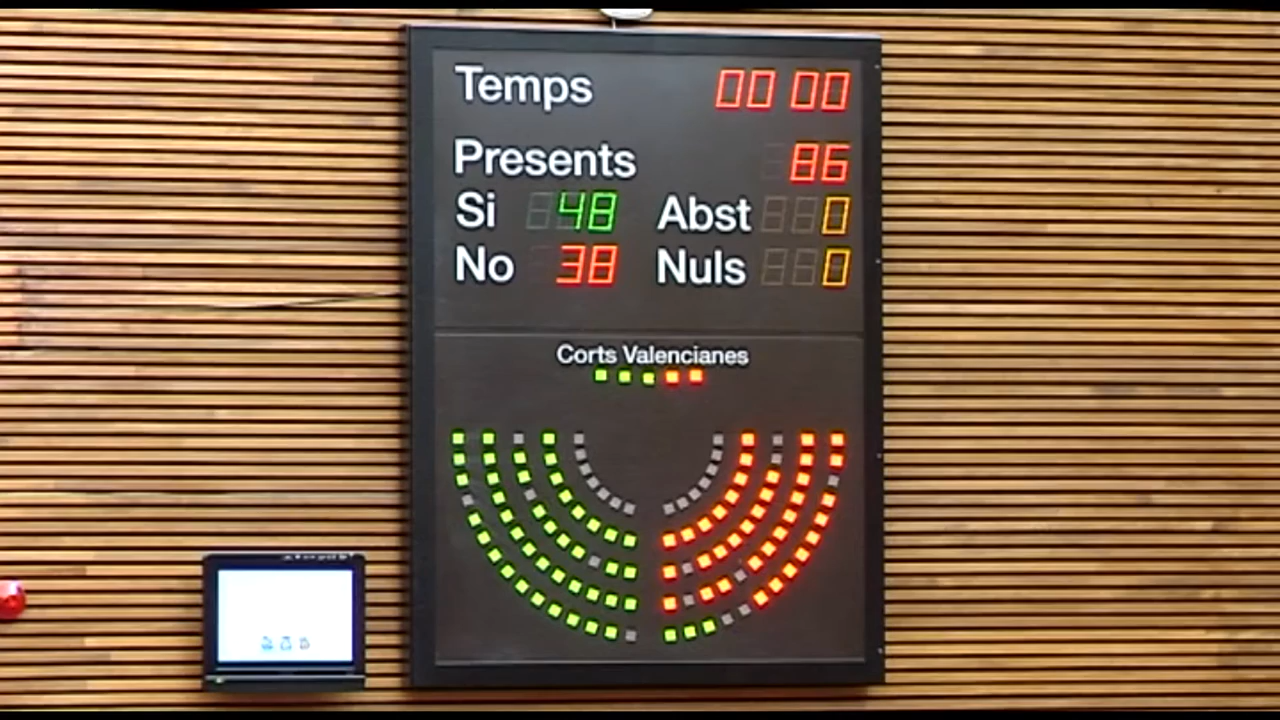 Temps 00 00
Presents 86
Si 48 Abst 0
No 38 Nuls 0
Corts Valencianes